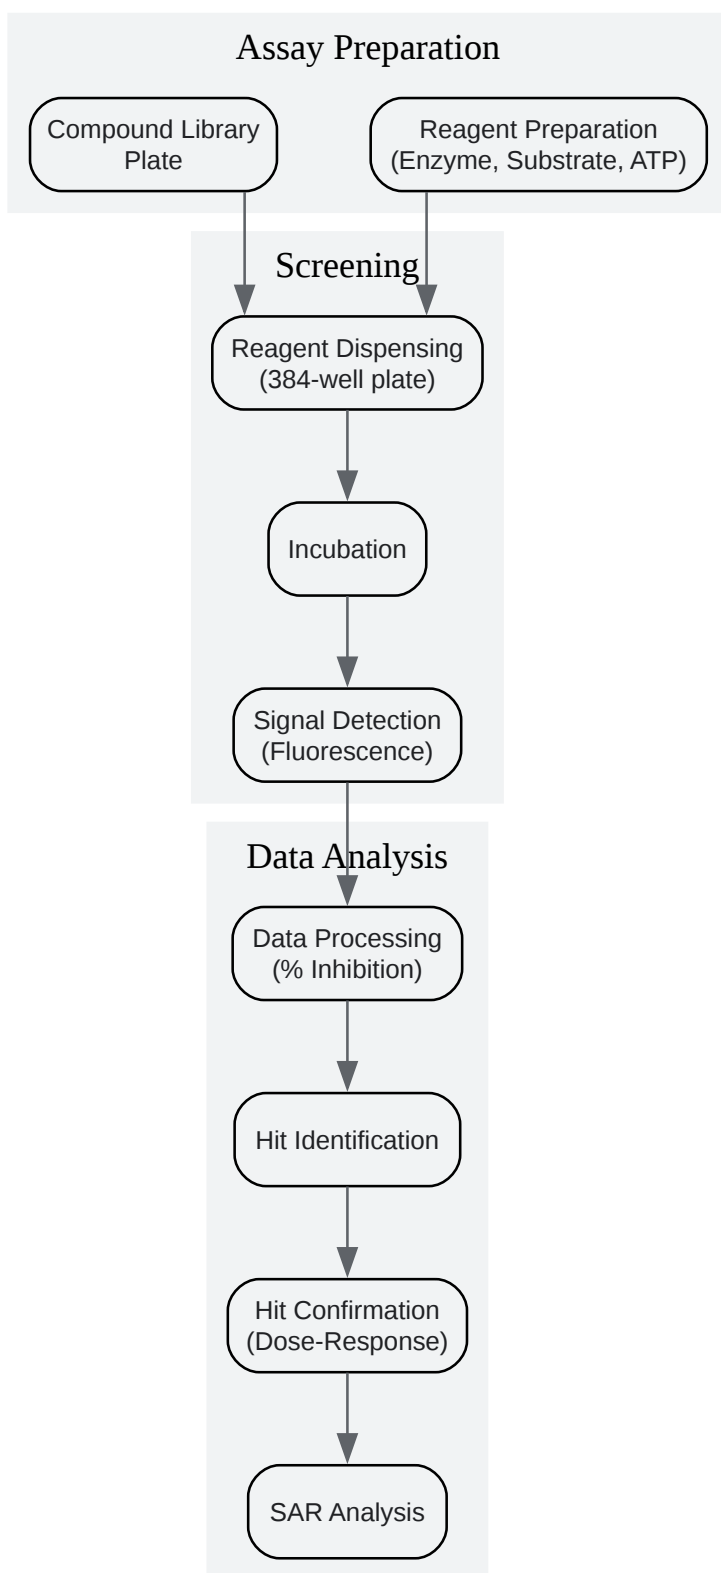 Assay Preparation
Compound Library
Plate
Reagent Preparation
(Enzyme, Substrate, ATP)
Screening
Reagent Dispensing
(384-well plate)
Incubation
Signal Detection
(Fluorescence)
Data Analysis
Data Processing
(% Inhibition)
Hit Identification
Hit Confirmation
(Dose-Response)
SAR Analysis